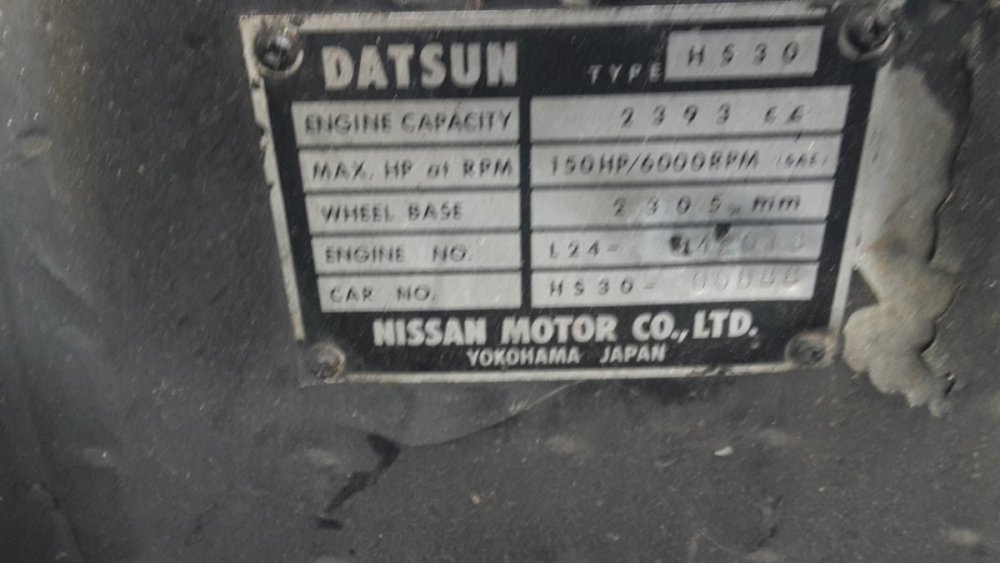 DATSUN TYPE HS30
ENGINE CAPACITY 2393 cc
MAX. HP at RPM 150HP/6000RPM (SAE)
WHEEL BASE 2305 mm
ENGINE NO. L24-
CAR NO. HS30-
NISSAN MOTOR CO., LTD.
YOKOHAMA JAPAN